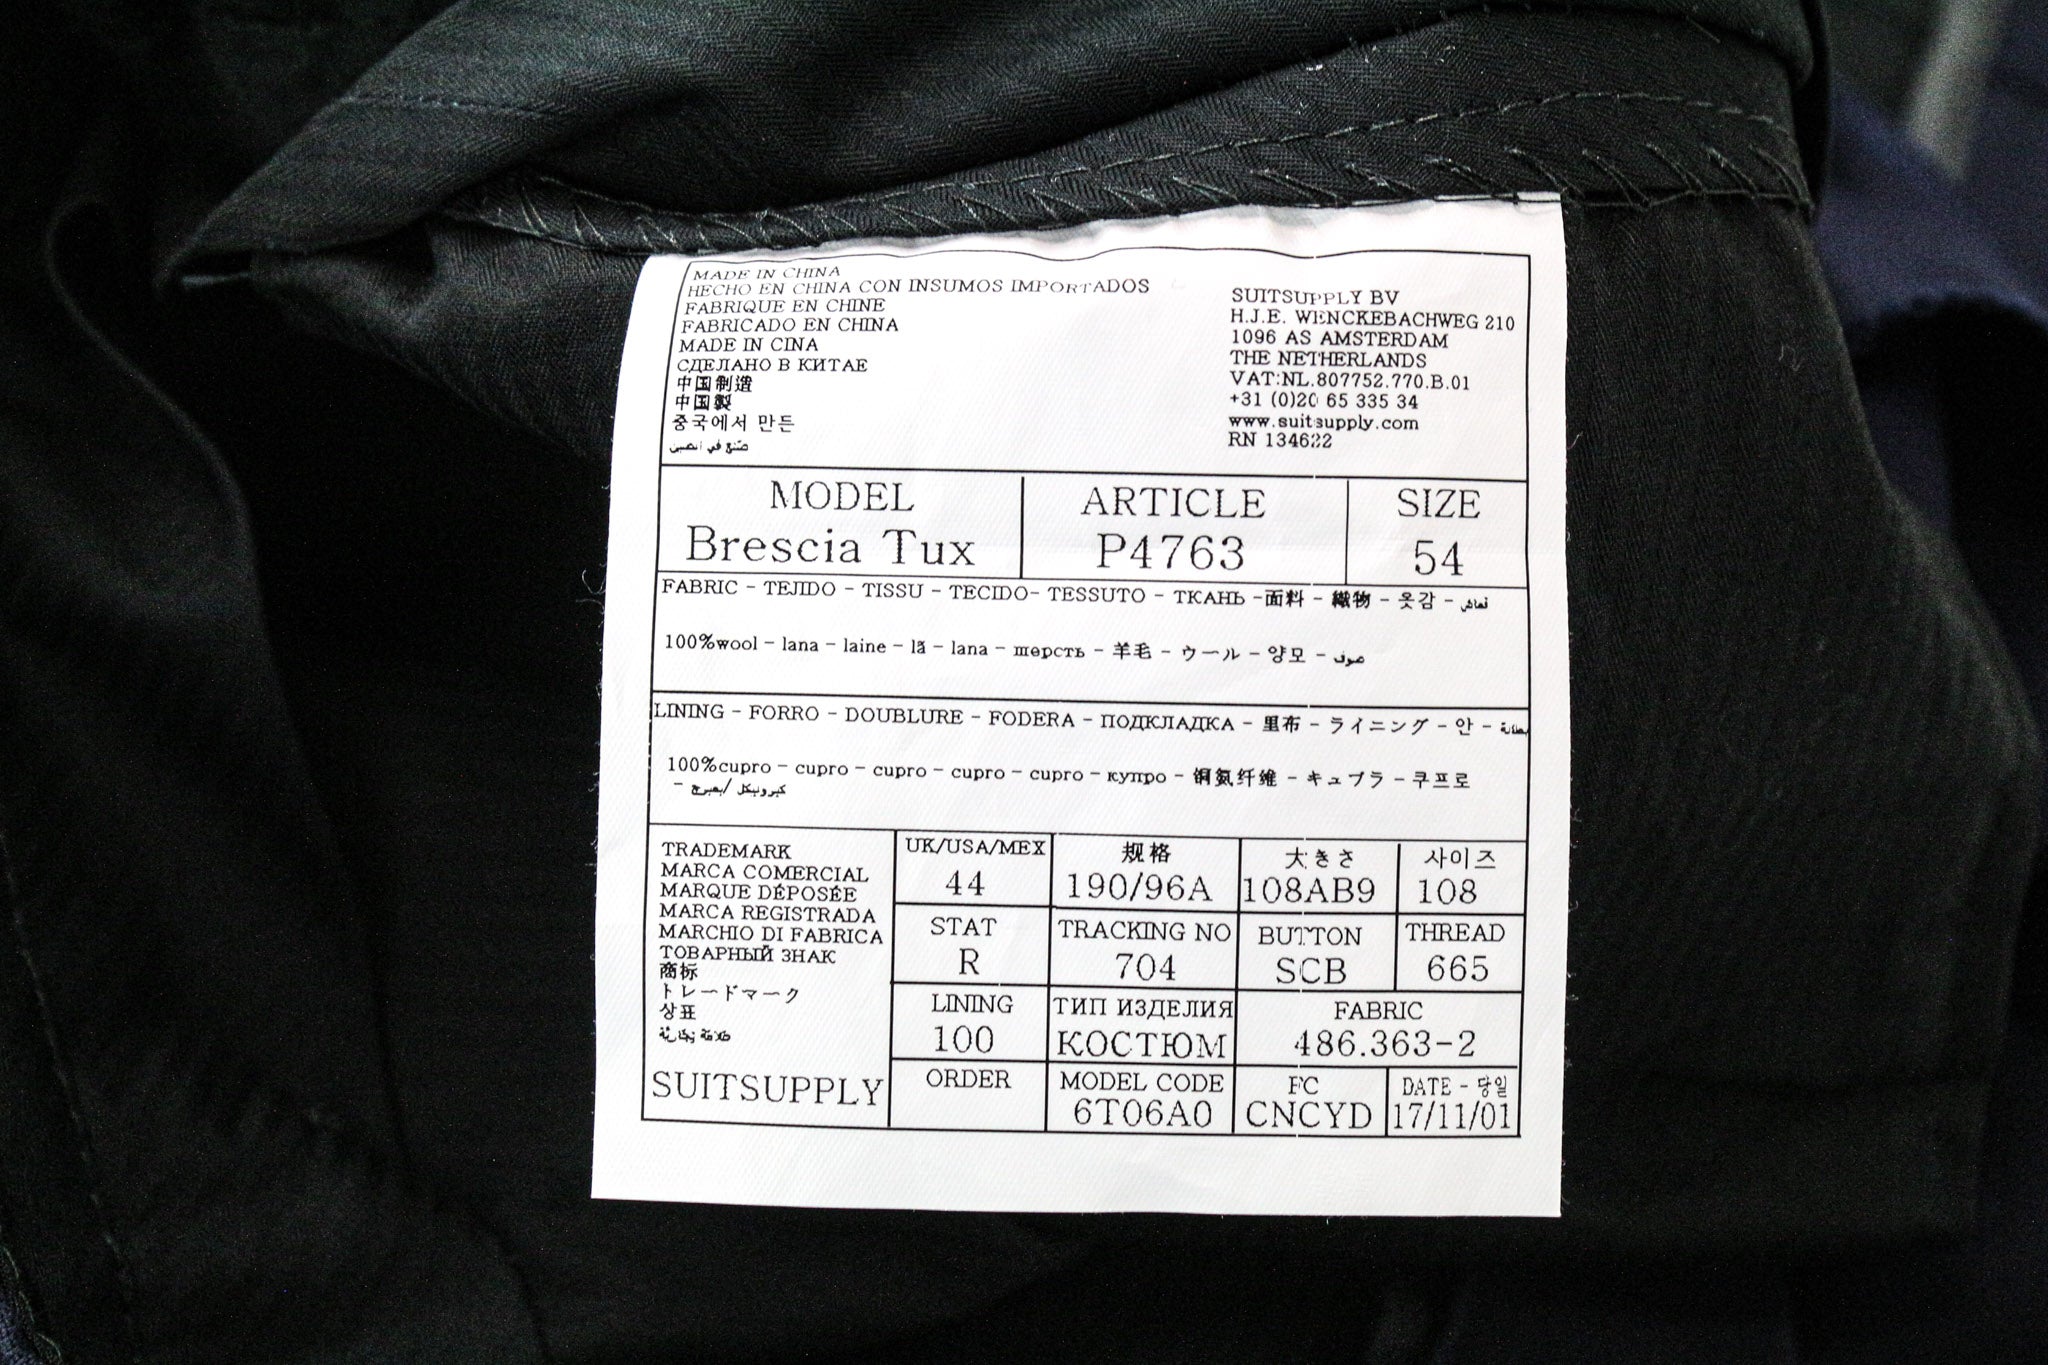 MADE IN CHINA
HECHO EN CHINA CON INSUMOS IMPORTADOS
FABRIQUE EN CHINE
FABRICADO EN CHINA
MADE IN CINA
СДЕЛАНО В КИТАЕ
中国制造
中国製
중국에서 만든
صنع في الصين
SUITSUPPLY BV
H.J.E. WENCKEBACHWEG 210
1096 AS AMSTERDAM
THE NETHERLANDS
VAT:NL.807752.770.B.01
+31 (0)20 65 335 34
www.suitsupply.com
RN 134622
MODEL ARTICLE SIZE
Brescia Tux P4763 54
FABRIC - TEJIDO - TISSU - TECIDO- TESSUTO - ТКАНЬ -面料 - 織物 - 옷감 - قماش
100%wool - lana - laine - lã - lana - шерсть - 羊毛 - ウール - 양모 - صوف
LINING - FORRO - DOUBLURE - FODERA - ПОДКЛАДКА - 里布 - ライニング - 안 - بطانة
100%cupro - cupro - cupro - cupro - cupro - купро - 铜氨纤维 - キュプラ - 쿠프로
TRADEMARK
MARCA COMERCIAL
MARQUE DÉPOSÉE
MARCA REGISTRADA
MARCHIO DI FABRICA
ТОВАРНЫЙ ЗНАК
商标
トレードマーク
상표
SUITSUPPLY
UK/USA/MEX 规格 大きさ 사이즈
44 190/96A 108AB9 108
STAT TRACKING NO BUTTON THREAD
R 704 SCB 665
LINING ТИП ИЗДЕЛИЯ FABRIC
100 КОСТЮМ 486.363-2
ORDER MODEL CODE FC DATE - 당일
6T06A0 CNCYD 17/11/01